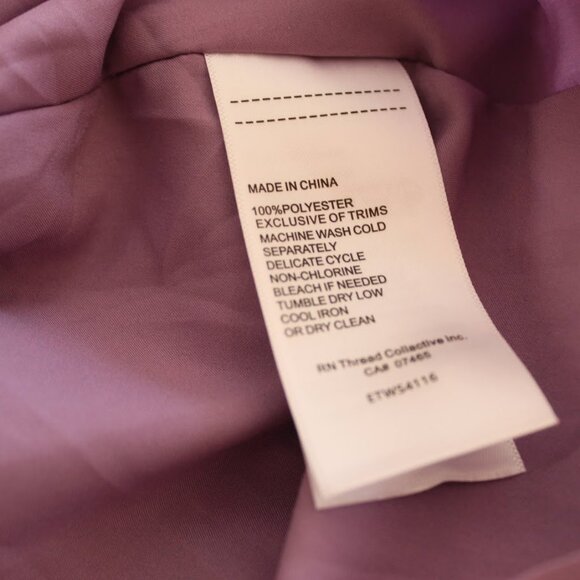 MADE IN CHINA
100%POLYESTER
EXCLUSIVE OF TRIMS
MACHINE WASH COLD
SEPARATELY
DELICATE CYCLE
NON-CHLORINE
BLEACH IF NEEDED
TUMBLE DRY LOW
COOL IRON
OR DRY CLEAN
RN Thread Collective Inc.
CA# 07465
ETWS4116